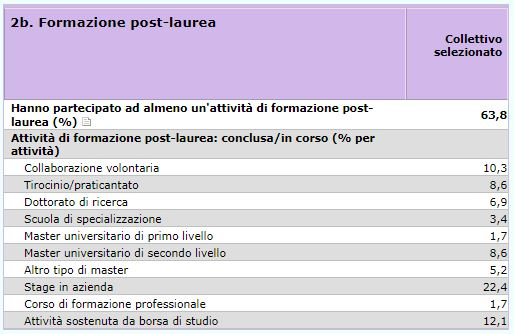 2b. Formazione post-laurea
Collettivo
selezionato
Hanno partecipato ad almeno un'attività di formazione post-
laurea (%) 63,8
Attività di formazione post-laurea: conclusa/in corso (% per
attività)
Collaborazione volontaria 10,3
Tirocinio/praticantato 8,6
Dottorato di ricerca 6,9
Scuola di specializzazione 3,4
Master universitario di primo livello 1,7
Master universitario di secondo livello 8,6
Altro tipo di master 5,2
Stage in azienda 22,4
Corso di formazione professionale 1,7
Attività sostenuta da borsa di studio 12,1